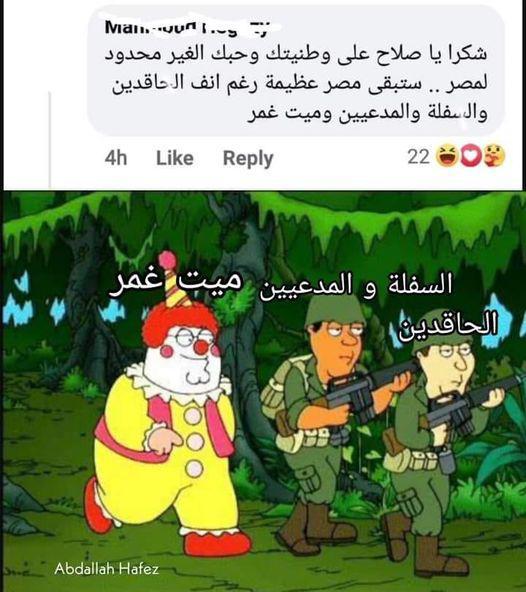 شكرا يا صلاح على وطنيتك وحبك الغير محدود
لمصر .. ستبقى مصر عظيمة رغم انف الحاقدين
والسفلة والمدعيين وميت غمر
4h Like Reply 22
ميت غمر
السفلة و المدعيين
الحاقدين
Abdallah Hafez